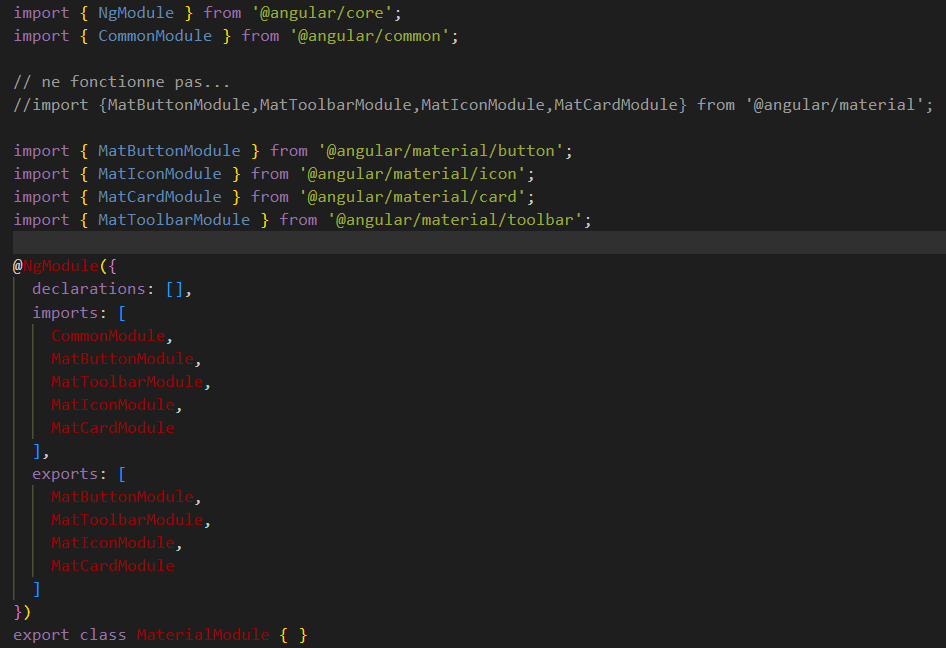 import { NgModule } from '@angular/core';
import { CommonModule } from '@angular/common';
// ne fonctionne pas...
//import {MatButtonModule,MatToolbarModule,MatIconModule,MatCardModule} from '@angular/material';
import { MatButtonModule } from '@angular/material/button';
import { MatIconModule } from '@angular/material/icon';
import { MatCardModule } from '@angular/material/card';
import { MatToolbarModule } from '@angular/material/toolbar';
@NgModule({
  declarations: [],
  imports: [
    CommonModule,
    MatButtonModule,
    MatToolbarModule,
    MatIconModule,
    MatCardModule
  ],
  exports: [
    MatButtonModule,
    MatToolbarModule,
    MatIconModule,
    MatCardModule
  ]
})
export class MaterialModule { }